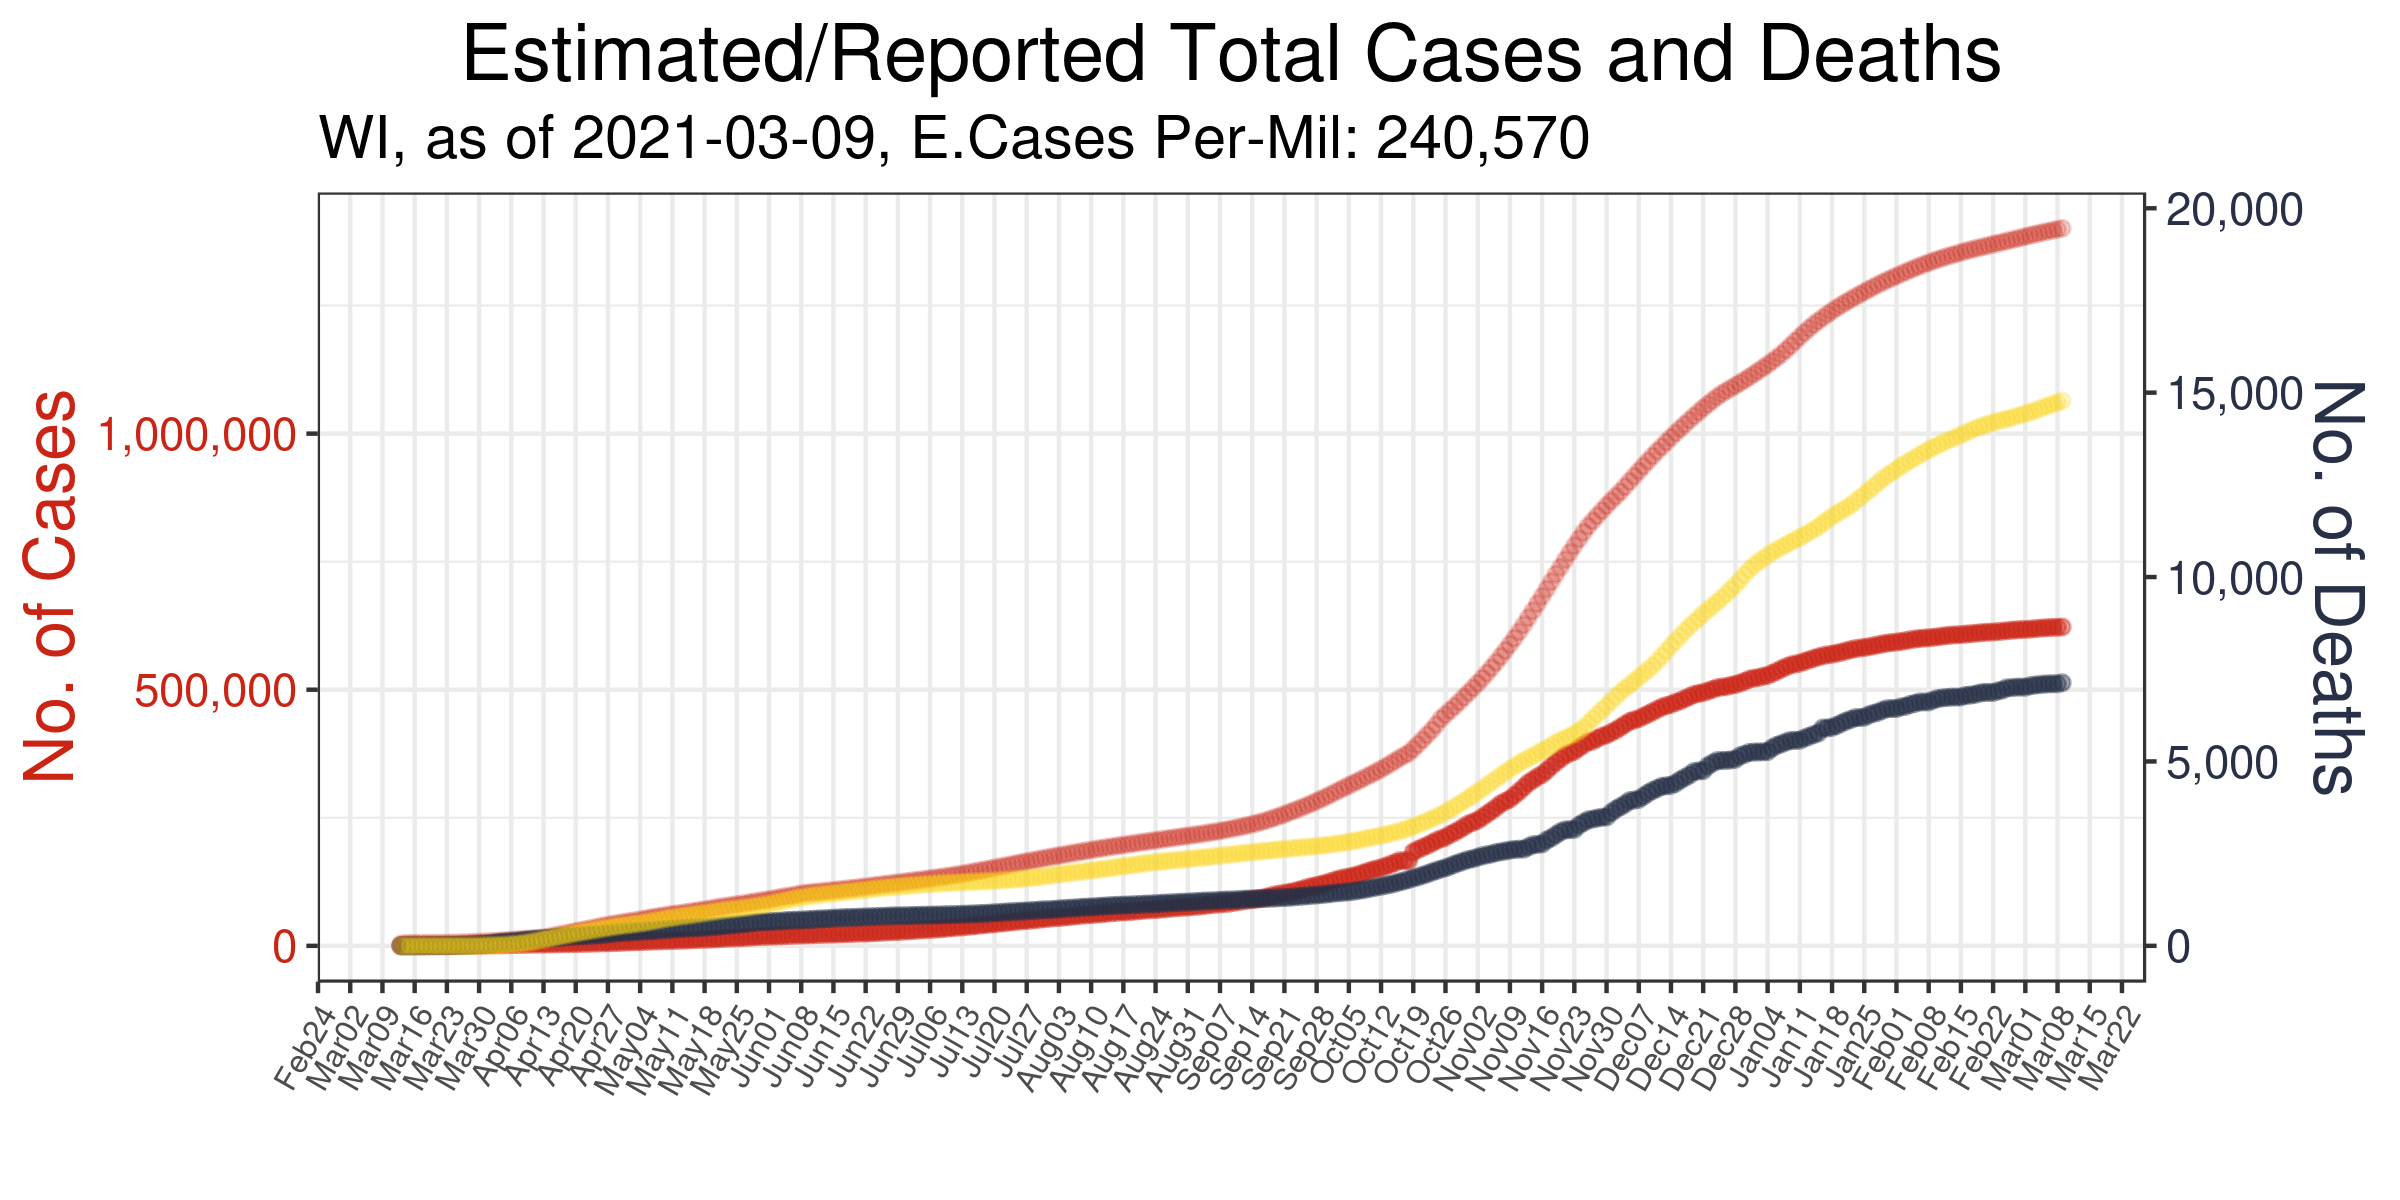 Estimated/Reported Total Cases and Deaths
WI, as of 2021-03-09, E.Cases Per-Mil: 240,570
No. of Cases
1,000,000
500,000
0
20,000
15,000
10,000
5,000
0
No. of Deaths
Feb24
Mar02
Mar09
Mar16
Mar23
Mar30
Apr06
Apr13
Apr20
Apr27
May04
May11
May18
May25
Jun01
Jun08
Jun15
Jun22
Jun29
Jul06
Jul13
Jul20
Jul27
Aug03
Aug10
Aug17
Aug24
Aug31
Sep07
Sep14
Sep21
Sep28
Oct05
Oct12
Oct19
Oct26
Nov02
Nov09
Nov16
Nov23
Nov30
Dec07
Dec14
Dec21
Dec28
Jan04
Jan11
Jan18
Jan25
Feb01
Feb08
Feb15
Feb22
Mar01
Mar08
Mar15
Mar22